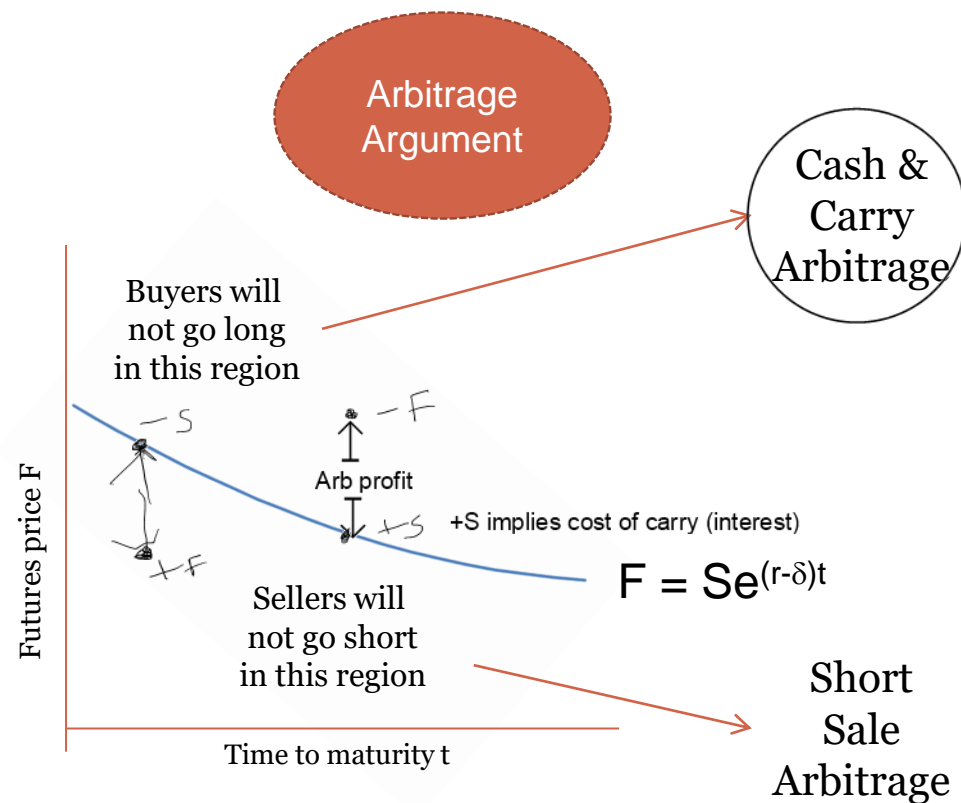 Arbitrage
Argument
Cash &
Carry
Arbitrage
Buyers will
not go long
in this region
-S
-F
Arb profit
+S
+S implies cost of carry (interest)
+F
F = Se^(r-δ)t
Sellers will
not go short
in this region
Futures price F
Time to maturity t
Short
Sale
Arbitrage